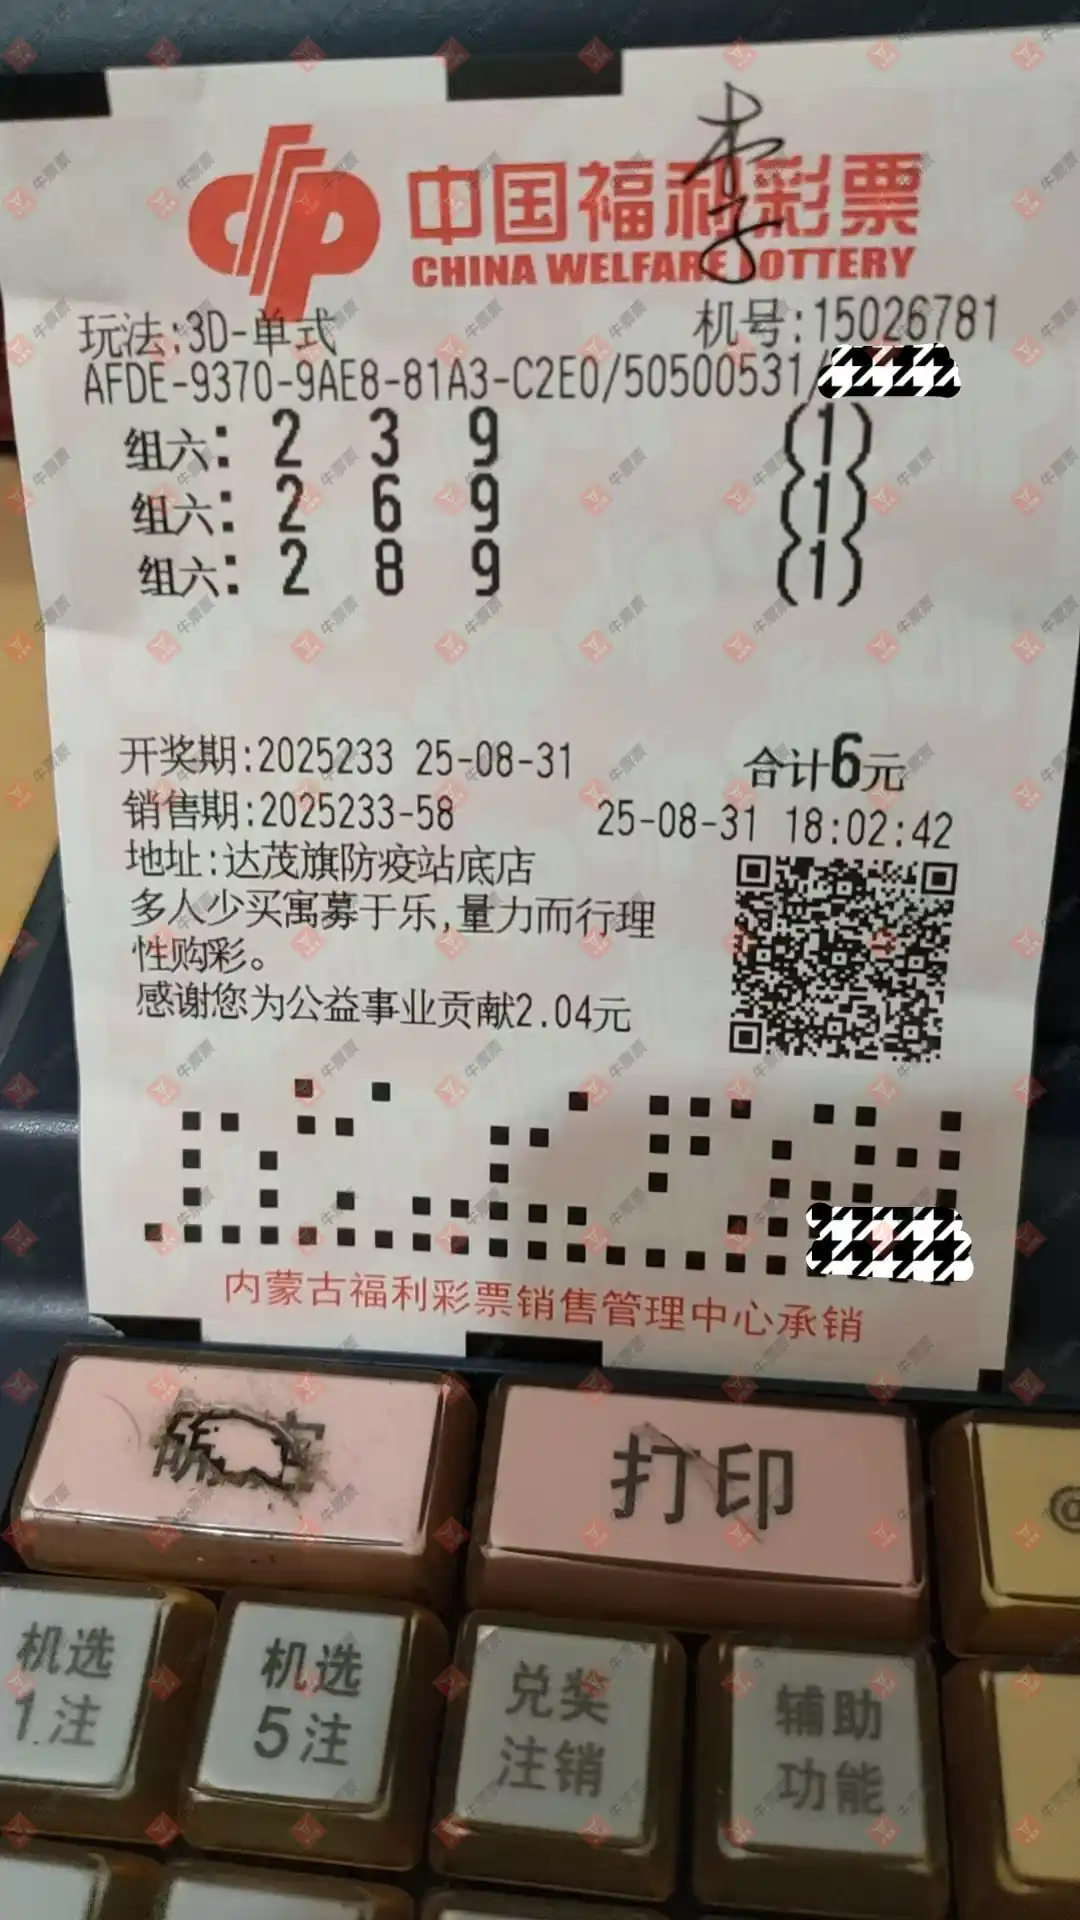 李
中国福利彩票
CHINA WELFARE LOTTERY
玩法:3D-单式 机号:15026781
AFDE-9370-9AE8-81A3-C2E0/50500531/
组六: 2 3 9 (1)
组六: 2 6 9 (1)
组六: 2 8 9 (1)
开奖期:2025233 25-08-31 合计6元
销售期:2025233-58 25-08-31 18:02:42
地址:达茂旗防疫站底店
多人少买寓募于乐,量力而行理
性购彩。
感谢您为公益事业贡献2.04元
内蒙古福利彩票销售管理中心承销
确定 打印 @
机选 机选 兑奖 辅助
1注 5注 注销 功能
牛票票